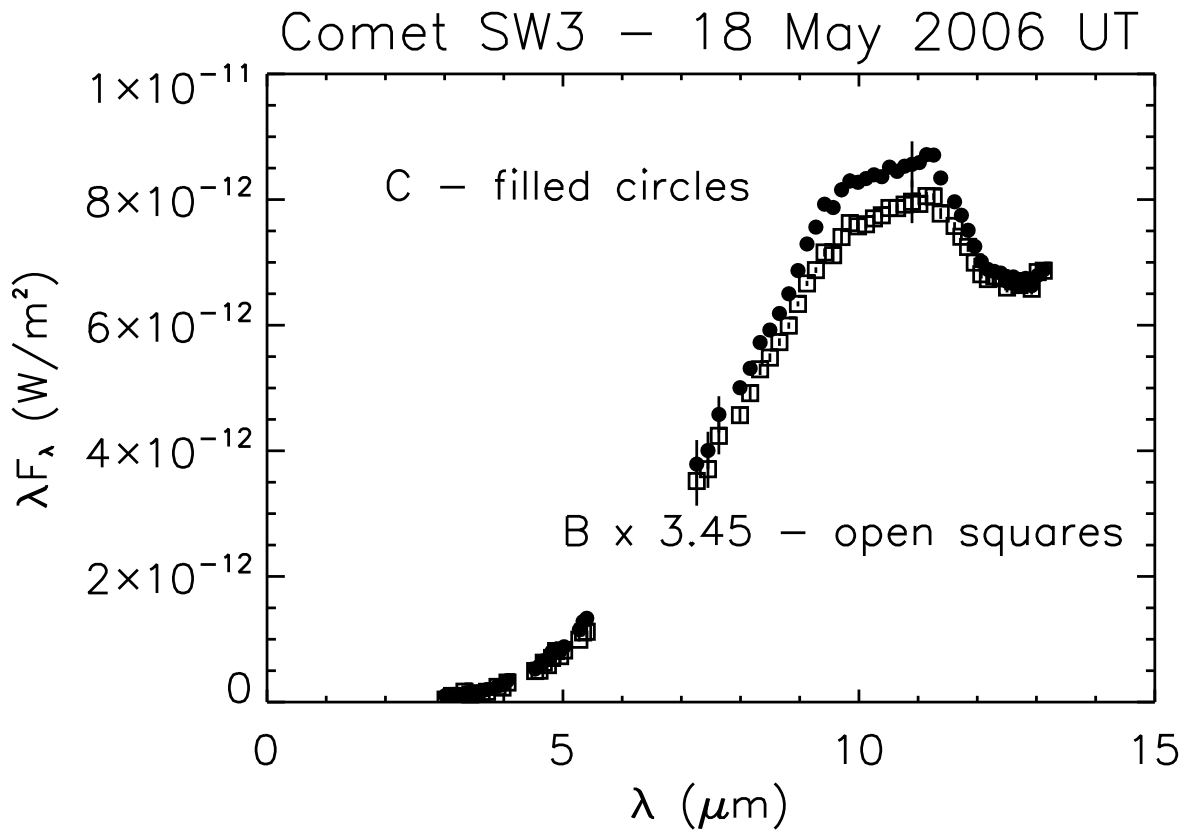 Comet SW3 − 18 May 2006 UT
1×10⁻¹¹
8×10⁻¹²
6×10⁻¹²
4×10⁻¹²
2×10⁻¹²
0
λF_λ (W/m²)
C − filled circles
B x 3.45 − open squares
0 5 10 15
λ (μm)